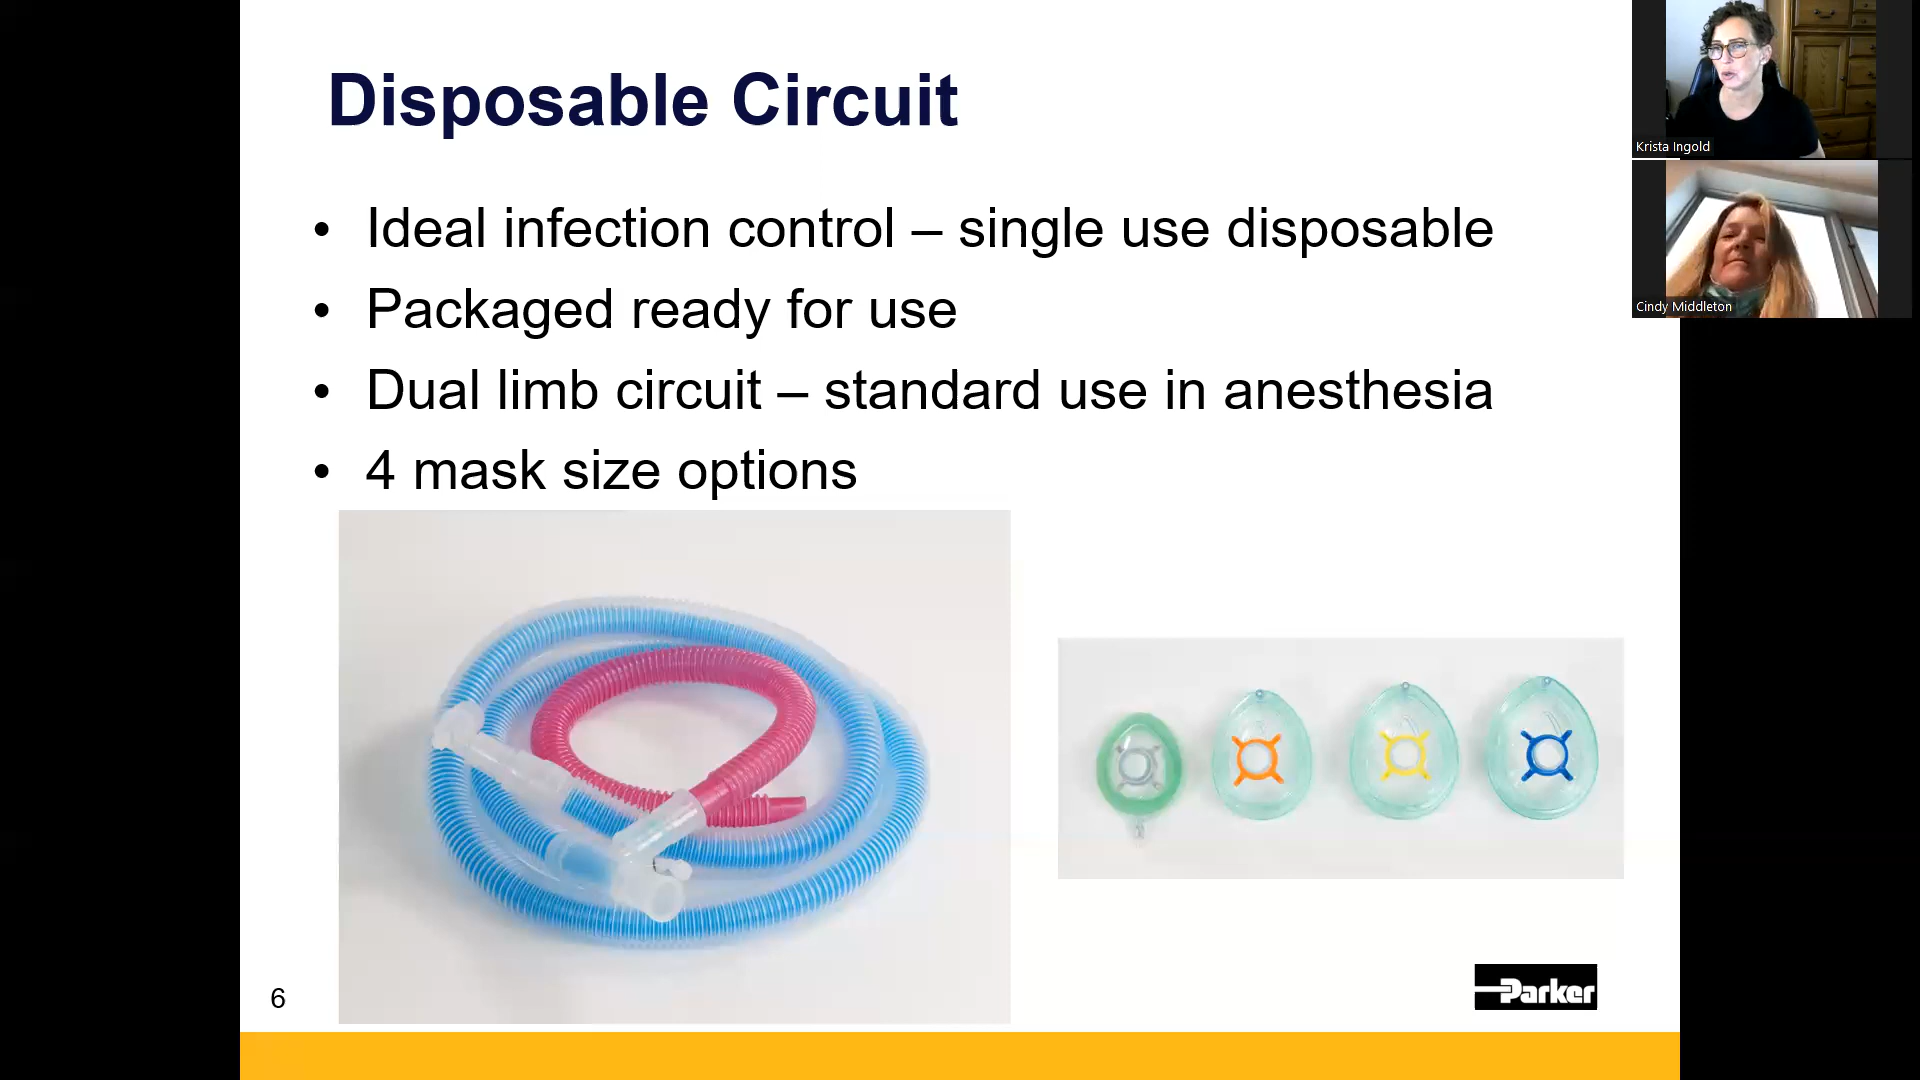 Disposable Circuit
• Ideal infection control – single use disposable
• Packaged ready for use
• Dual limb circuit – standard use in anesthesia
• 4 mask size options
6
Parker
Krista Ingold
Cindy Middleton